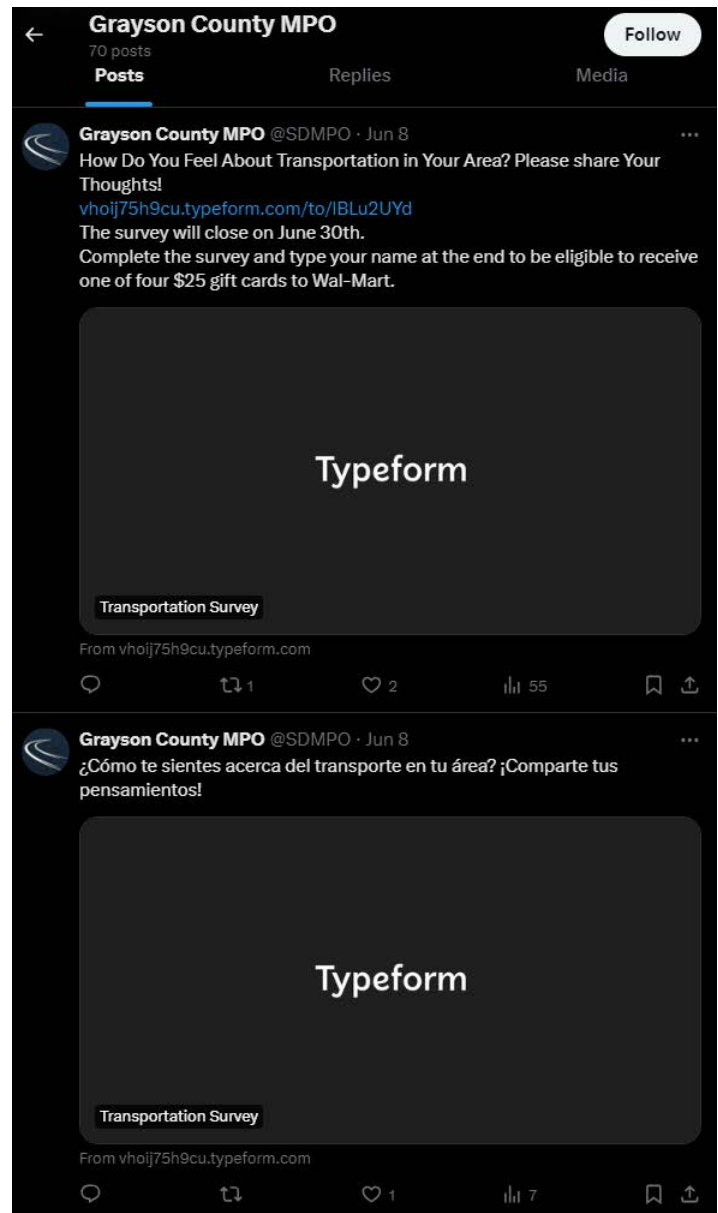 Grayson County MPO
70 posts
Follow
Posts Replies Media
Grayson County MPO @SDMPO · Jun 8
How Do You Feel About Transportation in Your Area? Please share Your
Thoughts!
vhoij75h9cu.typeform.com/to/lBLu2UYd
The survey will close on June 30th.
Complete the survey and type your name at the end to be eligible to receive
one of four $25 gift cards to Wal-Mart.
Typeform
Transportation Survey
From vhoij75h9cu.typeform.com
1 2 55
Grayson County MPO @SDMPO · Jun 8
¿Cómo te sientes acerca del transporte en tu área? ¡Comparte tus
pensamientos!
Typeform
Transportation Survey
From vhoij75h9cu.typeform.com
1 7